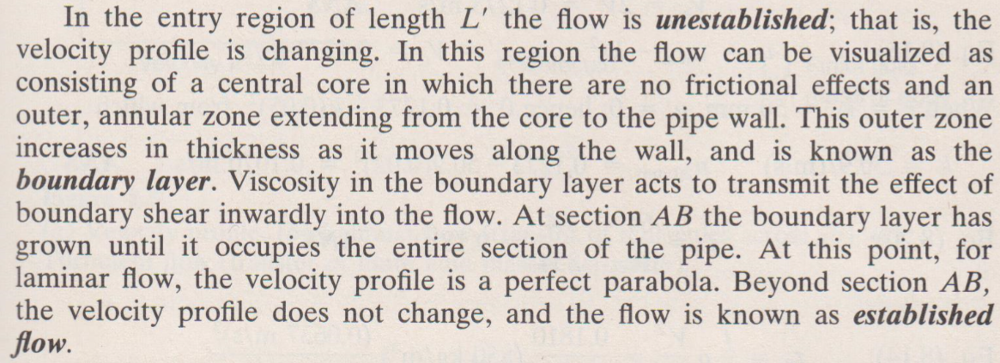 In the entry region of length L′ the flow is unestablished; that is, the
velocity profile is changing. In this region the flow can be visualized as
consisting of a central core in which there are no frictional effects and an
outer, annular zone extending from the core to the pipe wall. This outer zone
increases in thickness as it moves along the wall, and is known as the
boundary layer. Viscosity in the boundary layer acts to transmit the effect of
boundary shear inwardly into the flow. At section AB the boundary layer has
grown until it occupies the entire section of the pipe. At this point, for
laminar flow, the velocity profile is a perfect parabola. Beyond section AB,
the velocity profile does not change, and the flow is known as established
flow.